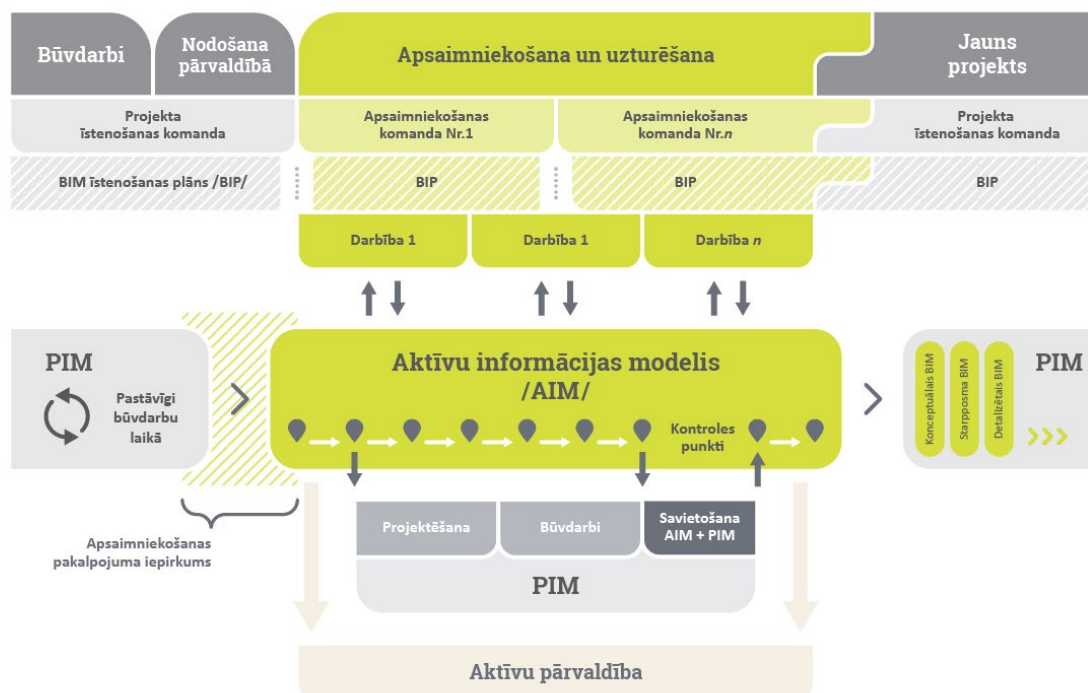 Būvdarbi
Nodošana
pārvaldībā
Apsaimniekošana un uzturēšana
Jauns
projekts
Projekta
īstenošanas komanda
Apsaimniekošanas
komanda Nr.1
Apsaimniekošanas
komanda Nr.n
Projekta
īstenošanas komanda
BIM īstenošanas plāns /BIP/
BIP
BIP
BIP
Darbība 1
Darbība 1
Darbība n
PIM
Pastāvīgi
būvdarbu
laikā
Aktīvu informācijas modelis
/AIM/
Kontroles
punkti
Konceptuālais BIM
Starpposma BIM
Detalizētais BIM
PIM
Apsaimniekošanas
pakalpojuma iepirkums
Projektēšana
Būvdarbi
Savietošana
AIM + PIM
PIM
Aktīvu pārvaldība